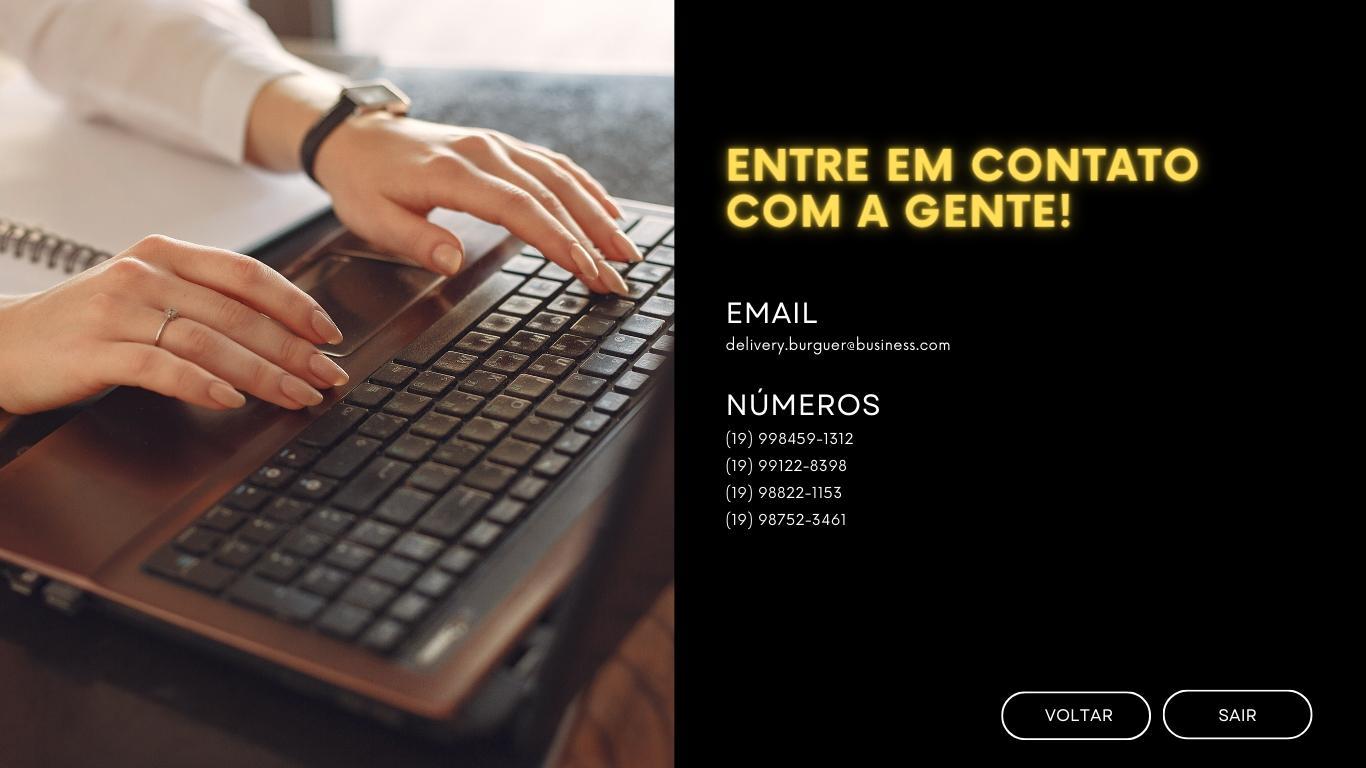 ENTRE EM CONTATO
COM A GENTE!
EMAIL
delivery.burguer@business.com
NÚMEROS
(19) 998459-1312
(19) 99122-8398
(19) 98822-1153
(19) 98752-3461
VOLTAR
SAIR